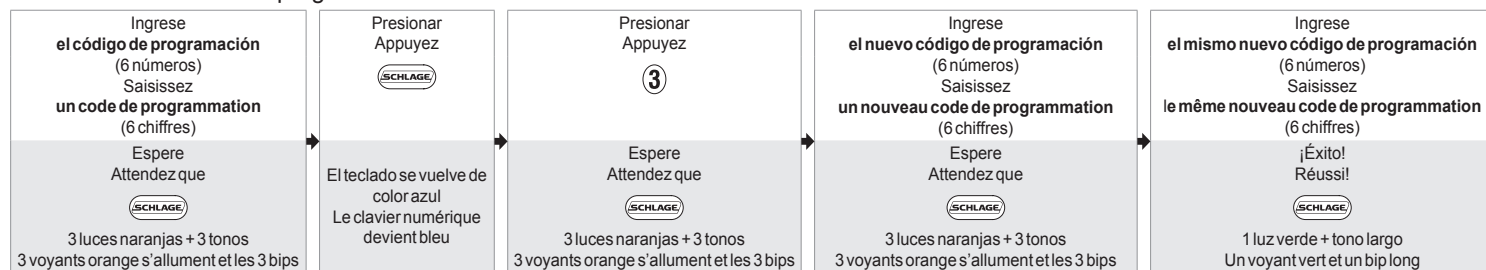 Ingrese
el código de programación
(6 números)
Saisissez
un code de programmation
(6 chiffres)
Espere
Attendez que
SCHLAGE
3 luces naranjas + 3 tonos
3 voyants orange s'allument et les 3 bips
Presionar
Appuyez
SCHLAGE
El teclado se vuelve de
color azul
Le clavier numérique
devient bleu
Presionar
Appuyez
3
Espere
Attendez que
SCHLAGE
3 luces naranjas + 3 tonos
3 voyants orange s'allument et les 3 bips
Ingrese
el nuevo código de programación
(6 números)
Saisissez
un nouveau code de programmation
(6 chiffres)
Espere
Attendez que
SCHLAGE
3 luces naranjas + 3 tonos
3 voyants orange s'allument et les 3 bips
Ingrese
el mismo nuevo código de programación
(6 números)
Saisissez
le même nouveau code de programmation
(6 chiffres)
¡Éxito!
Réussi!
SCHLAGE
1 luz verde + tono largo
Un voyant vert et un bip long